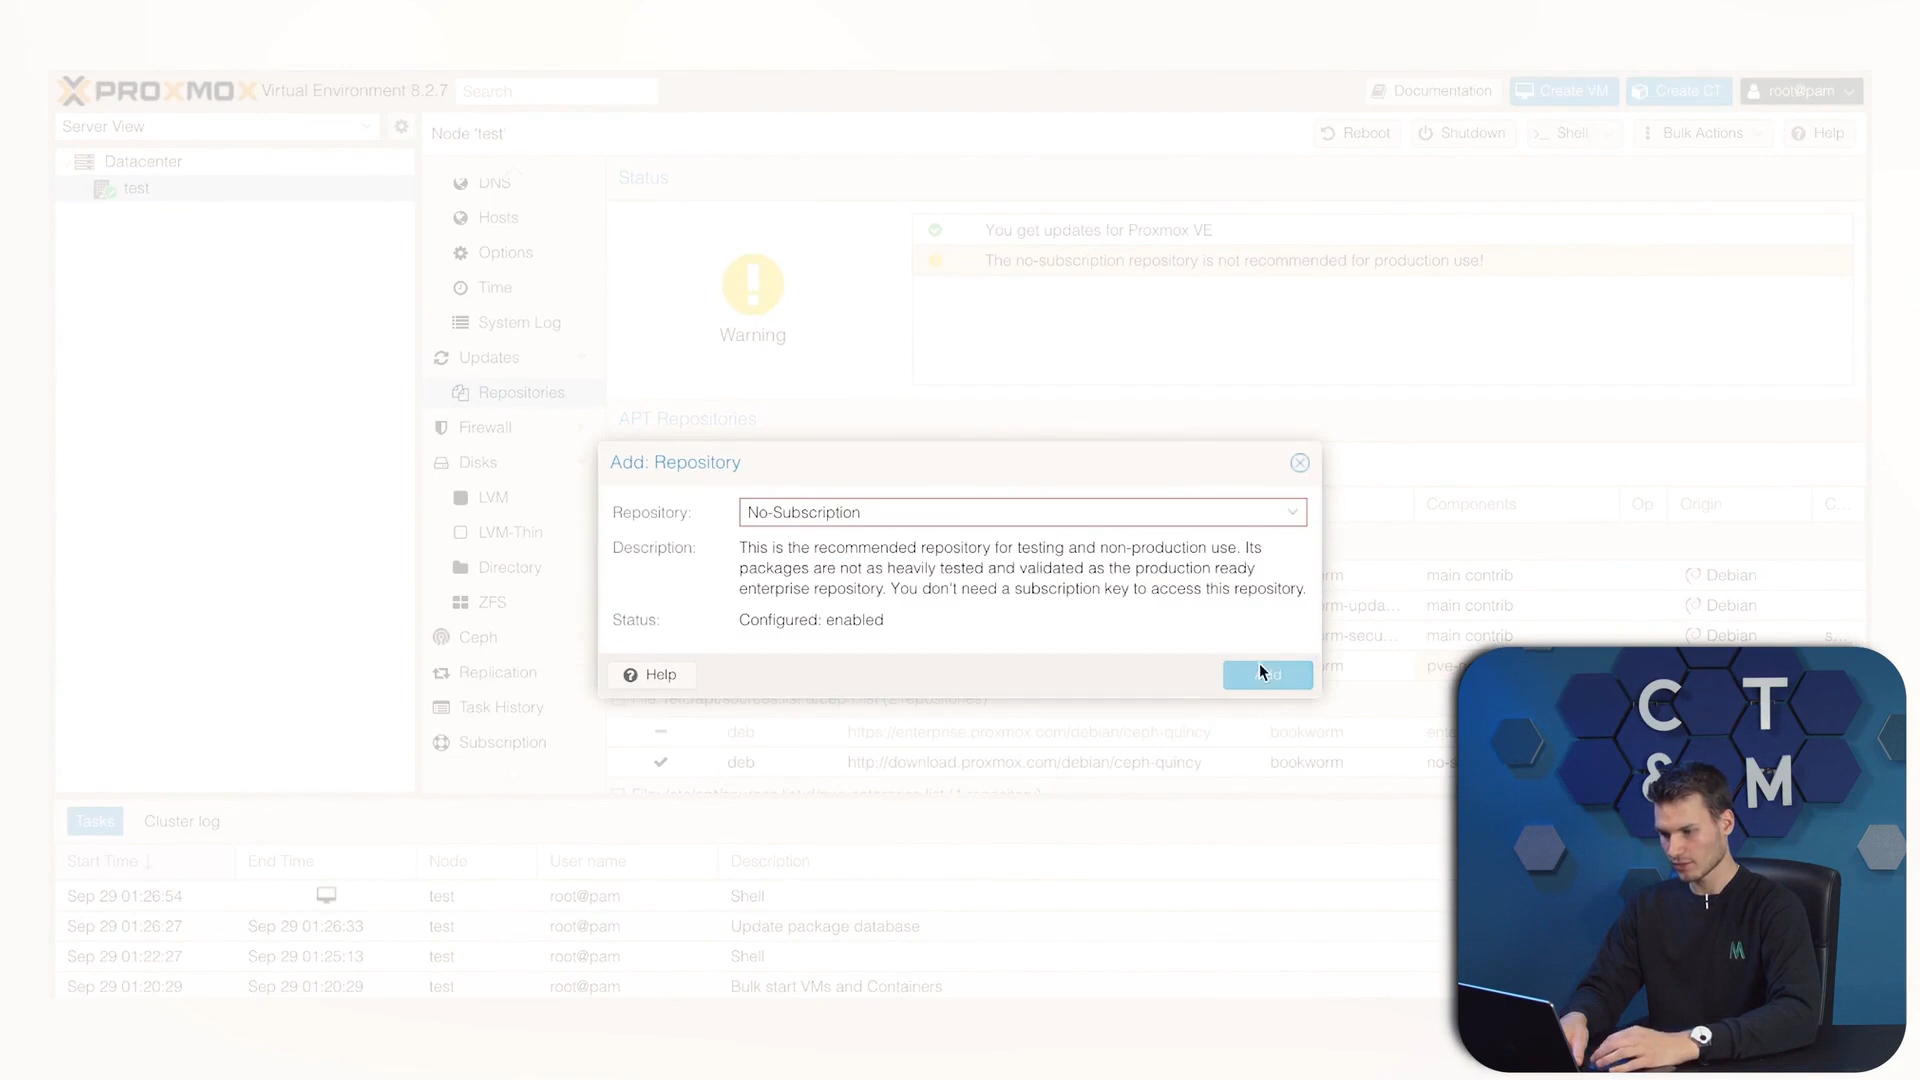 PROXMOX Virtual Environment 8.2.7 Search Documentation Create VM Create CT root@pam
Server View Node 'test' Reboot Shutdown >_ Shell Bulk Actions Help
Datacenter
test
DNS
Hosts
Options
Time
System Log
Updates
Repositories
Firewall
Disks
LVM
LVM-Thin
Directory
ZFS
Ceph
Replication
Task History
Subscription
Status
Warning
You get updates for Proxmox VE
The no-subscription repository is not recommended for production use!
APT Repositories
Components Op Origin C...
main contrib Debian
rm-upda... main contrib Debian
rm-secu... main contrib Debian s...
Add: Repository
Repository: No-Subscription
Description: This is the recommended repository for testing and non-production use. Its
packages are not as heavily tested and validated as the production ready
enterprise repository. You don't need a subscription key to access this repository.
Status: Configured: enabled
Help
deb https://enterprise.proxmox.com/debian/ceph-quincy bookworm
deb http://download.proxmox.com/debian/ceph-quincy bookworm
Tasks Cluster log
Start Time End Time Node User name Description
Sep 29 01:26:54 test root@pam Shell
Sep 29 01:26:27 Sep 29 01:26:33 test root@pam Update package database
Sep 29 01:22:27 Sep 29 01:25:13 test root@pam Shell
Sep 29 01:20:29 Sep 29 01:20:29 test root@pam Bulk start VMs and Containers
C T
& M